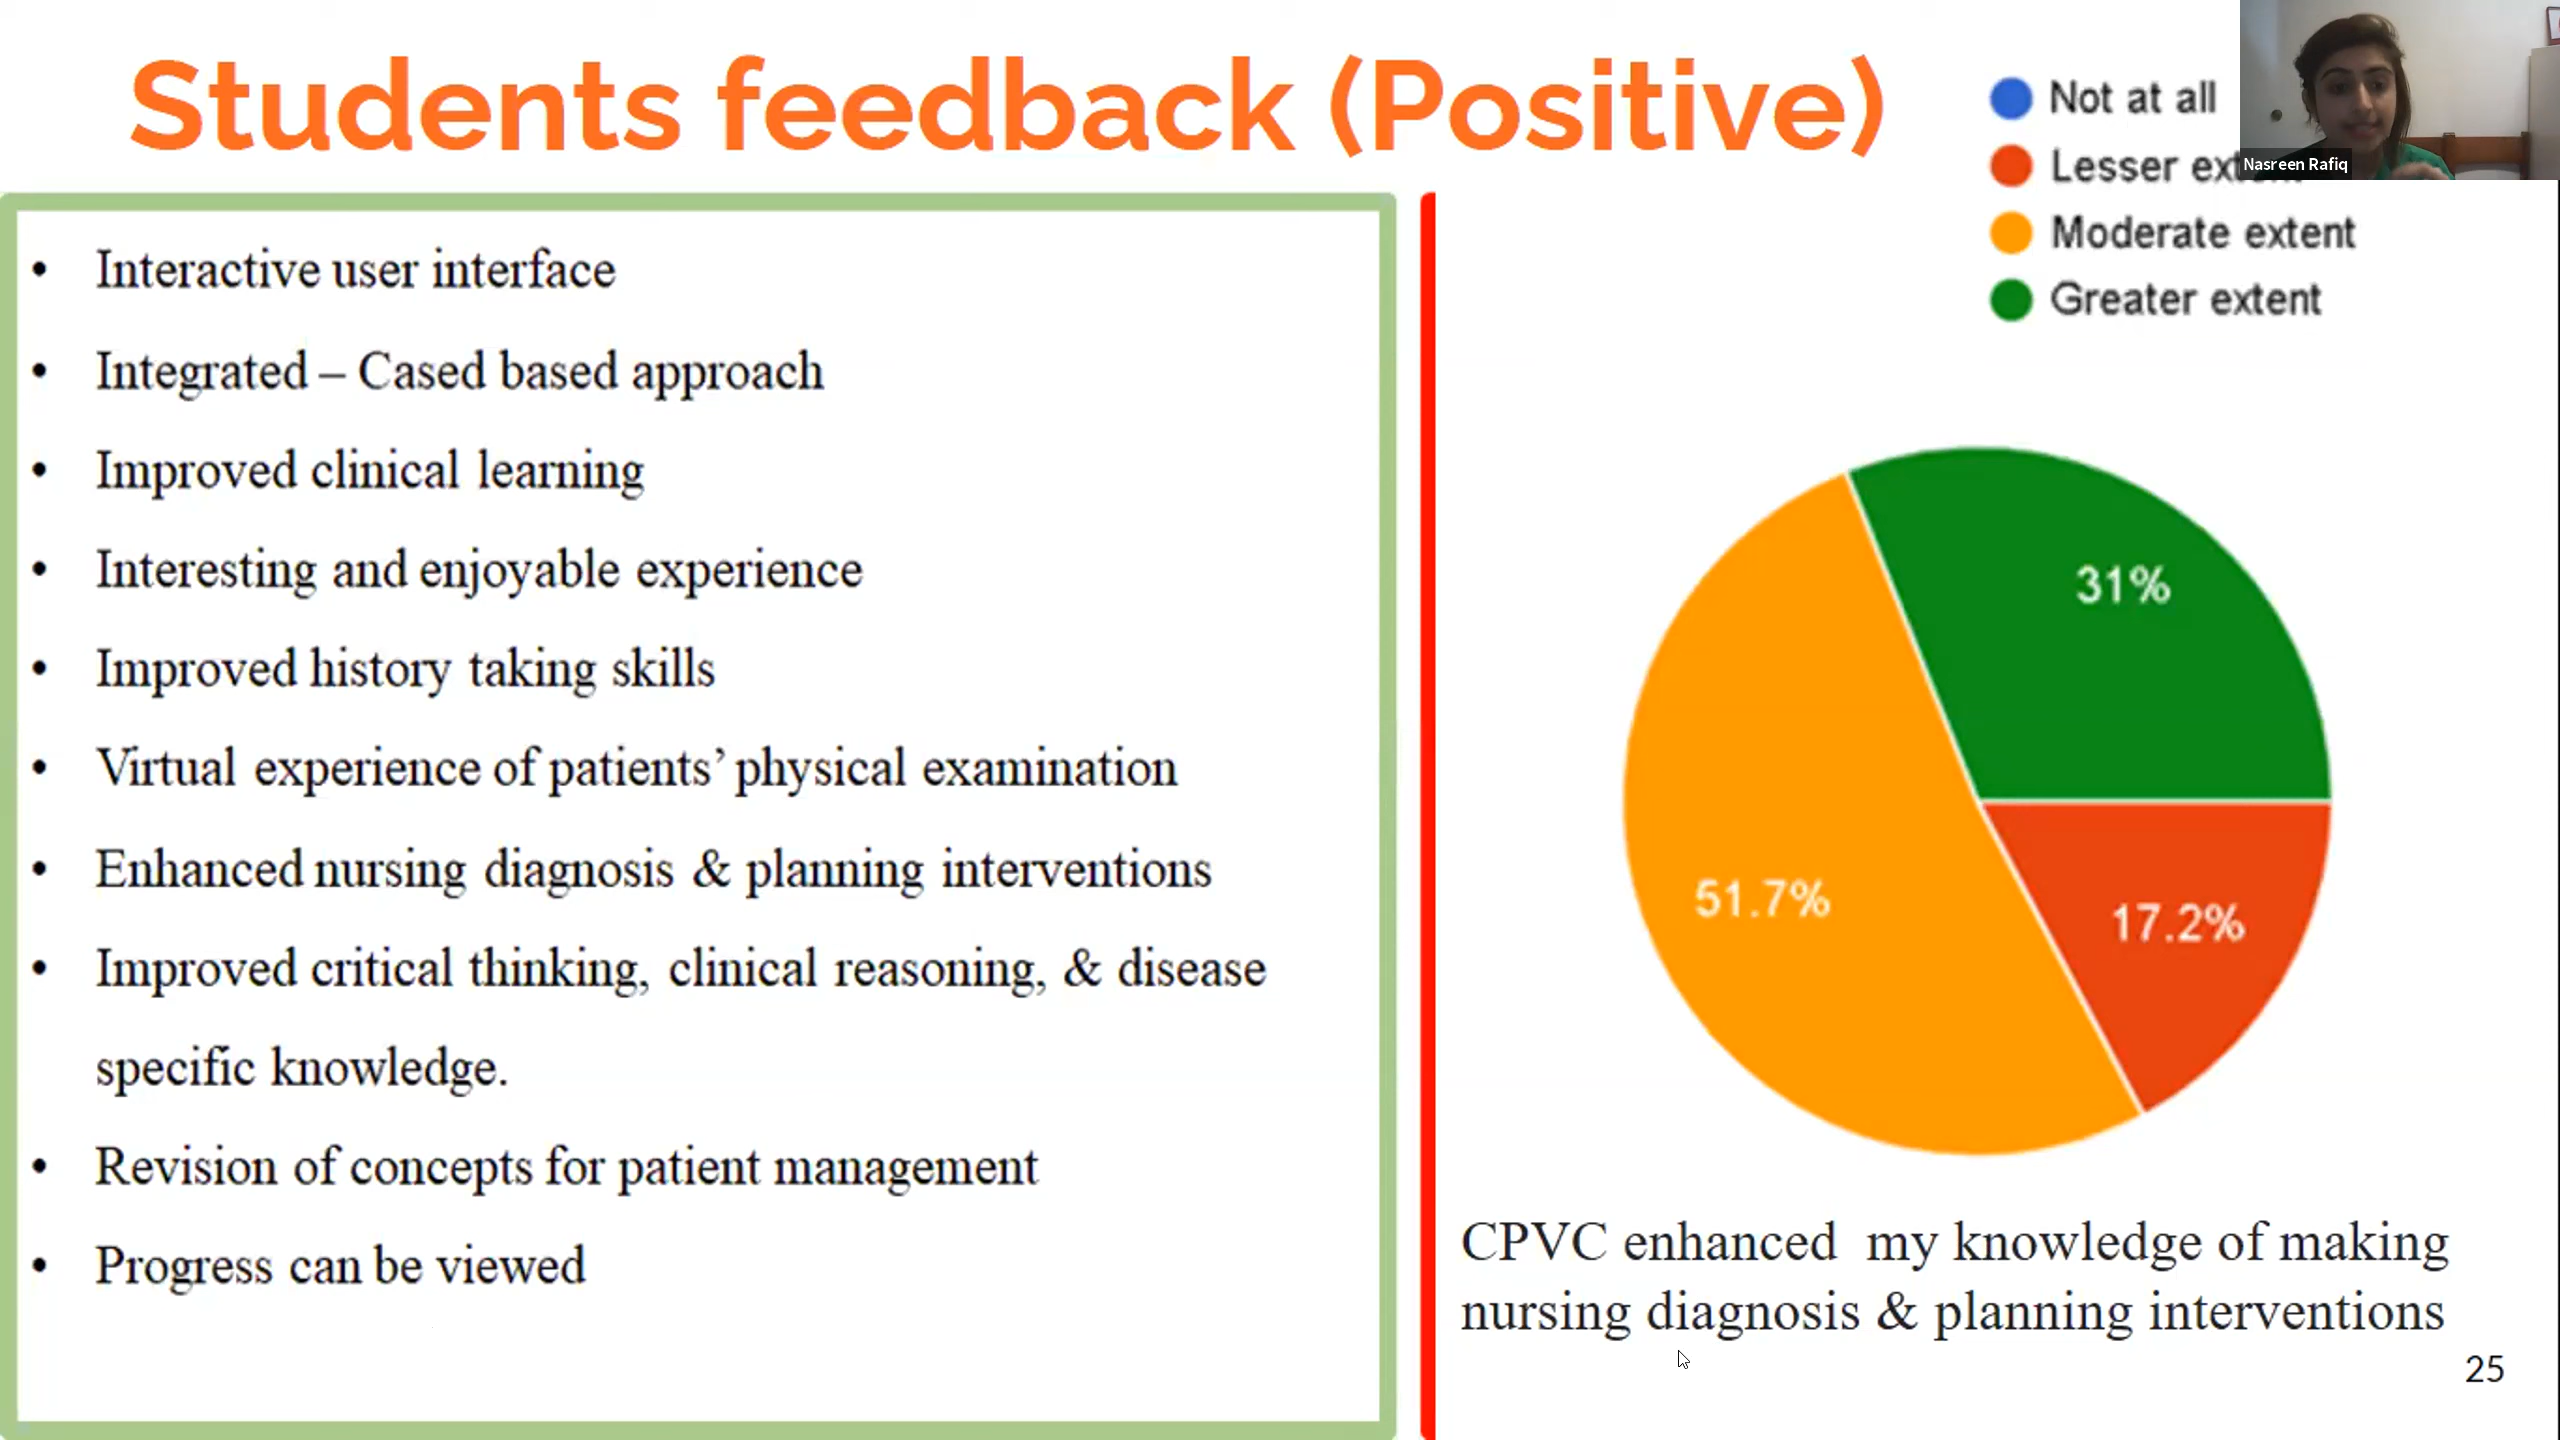 Students feedback (Positive)
• Interactive user interface
• Integrated – Cased based approach
• Improved clinical learning
• Interesting and enjoyable experience
• Improved history taking skills
• Virtual experience of patients’ physical examination
• Enhanced nursing diagnosis & planning interventions
• Improved critical thinking, clinical reasoning, & disease
specific knowledge.
• Revision of concepts for patient management
• Progress can be viewed
Not at all
Lesser
Moderate extent
Greater extent
Nasreen Rafiq
31%
51.7%
17.2%
CPVC enhanced my knowledge of making
nursing diagnosis & planning interventions
25